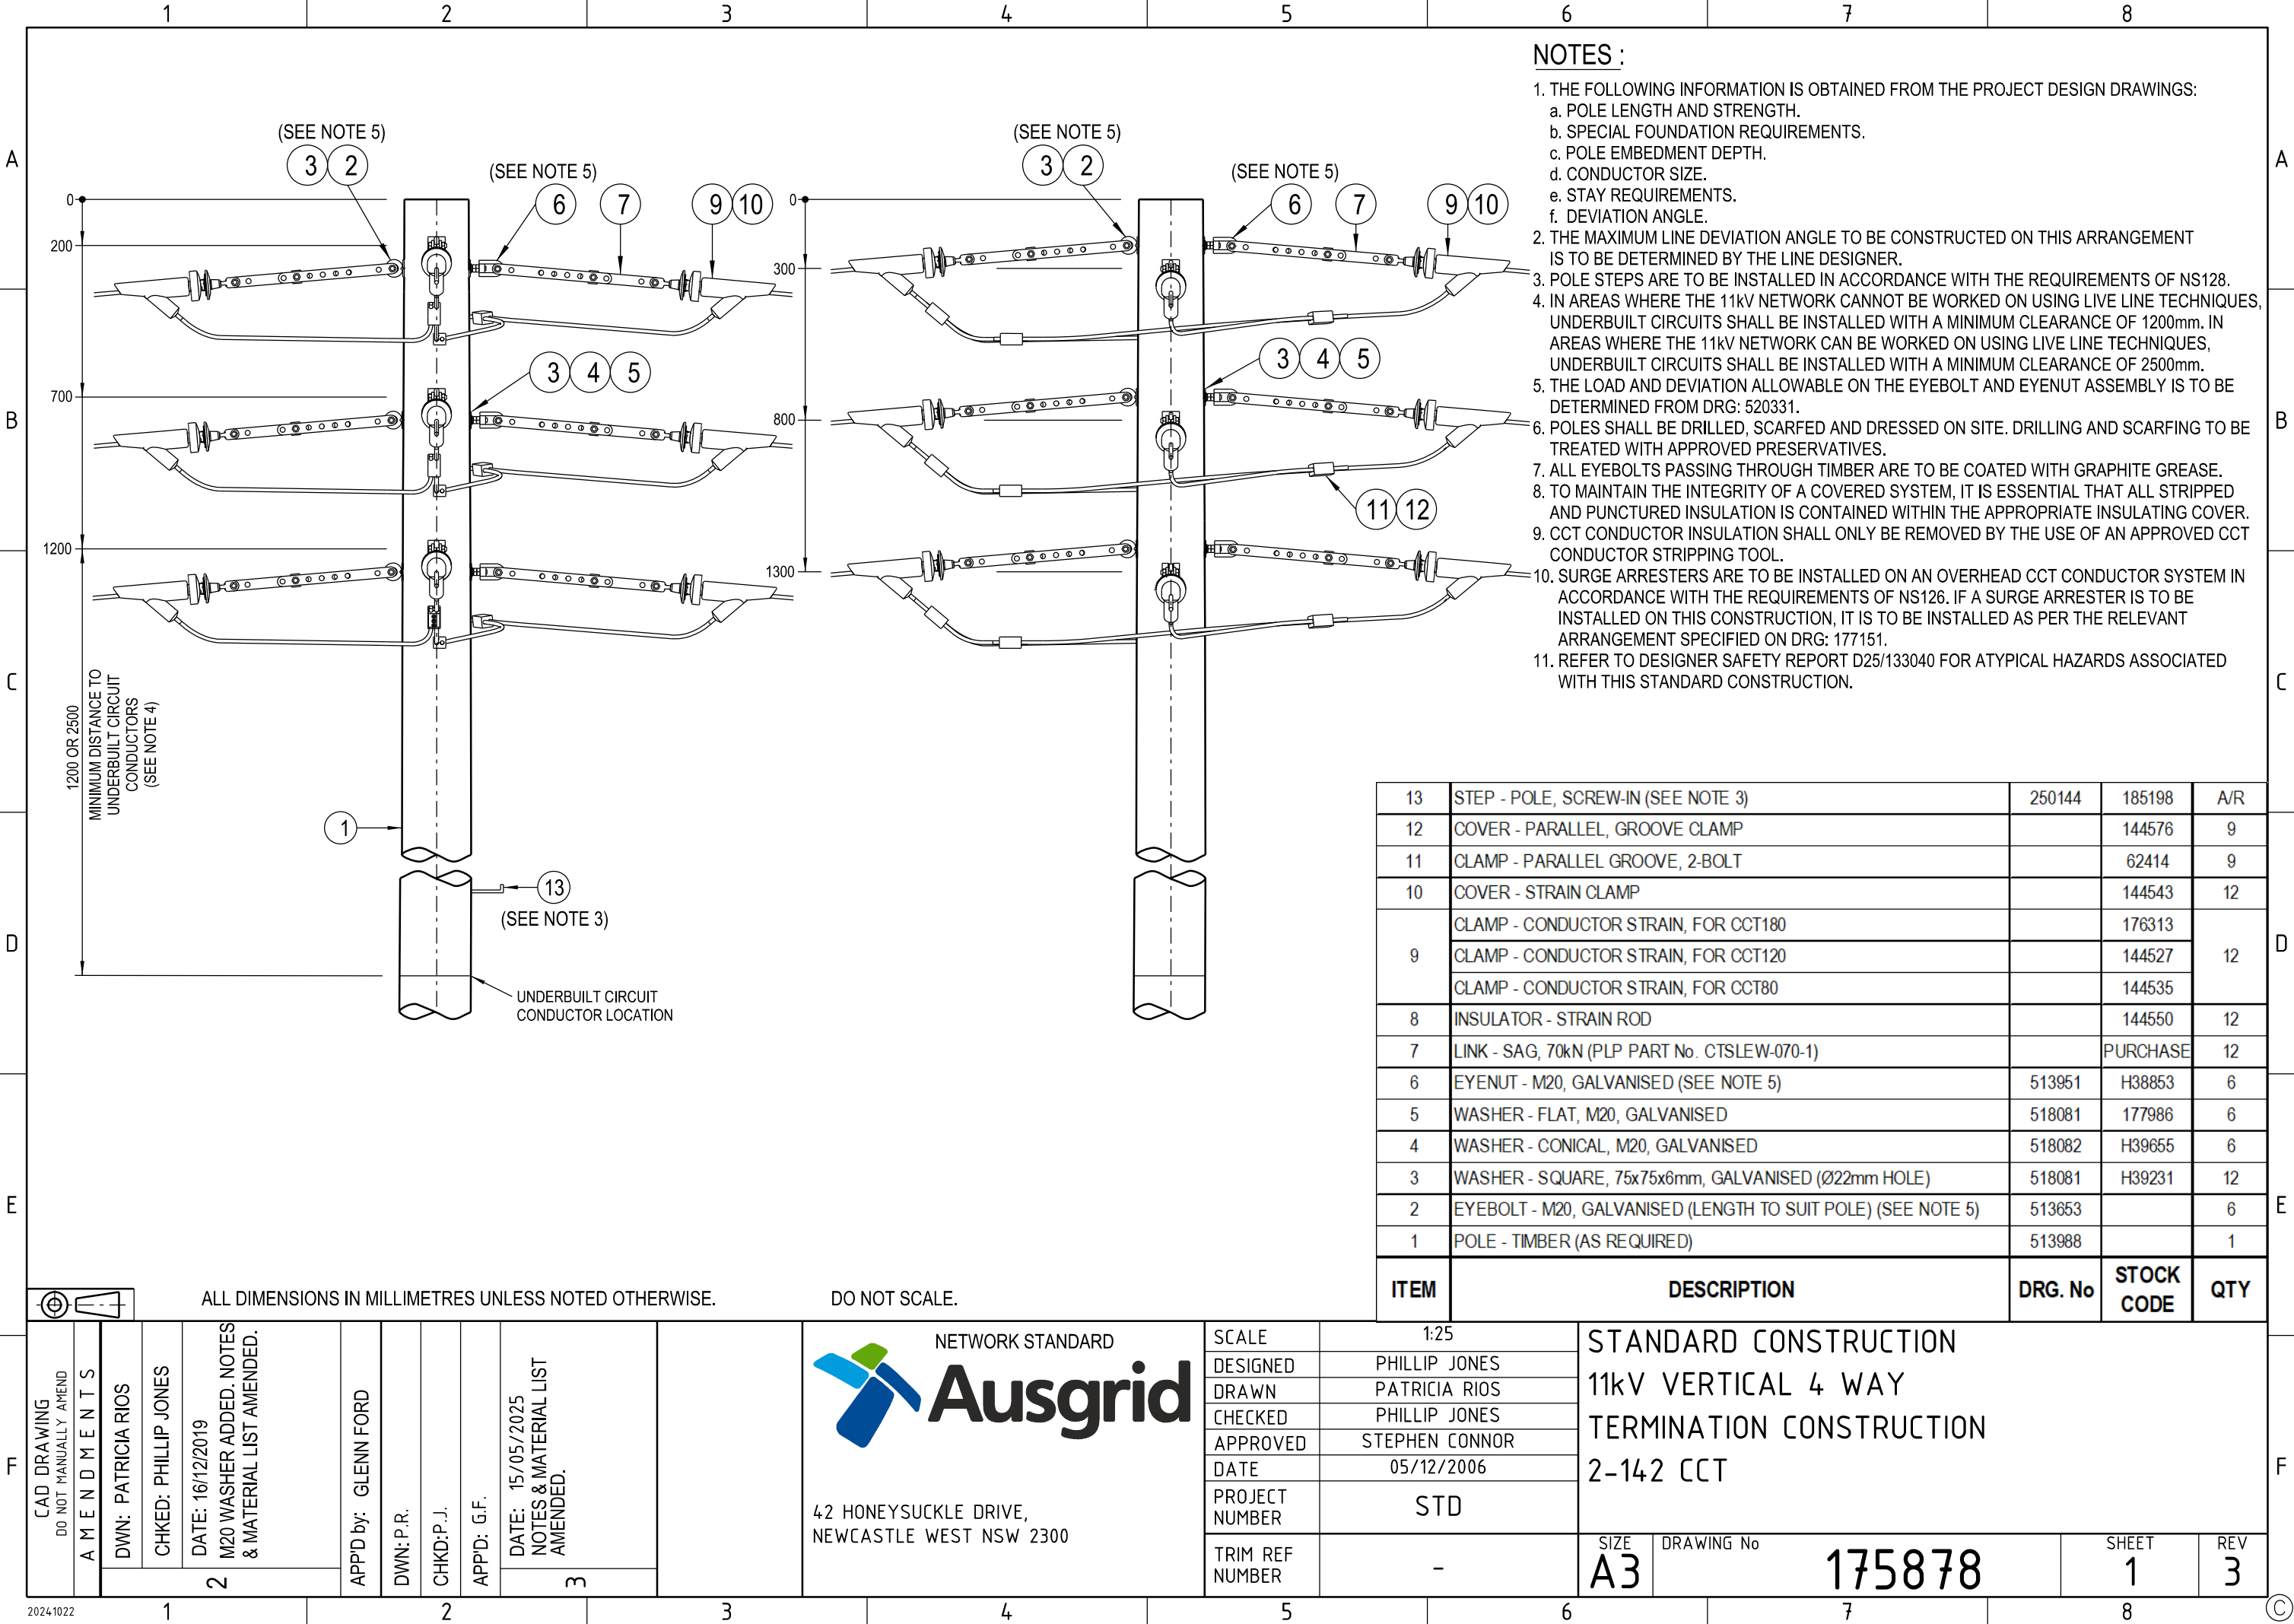 1 2 3 4 5 6 7 8
A
B
C
D
E
F
A
B
C
D
E
F
(SEE NOTE 5)
3 2
(SEE NOTE 5)
6 7 9 10
0
200
700
1200
3 4 5
1200 OR 2500
MINIMUM DISTANCE TO
UNDERBUILT CIRCUIT
CONDUCTORS
(SEE NOTE 4)
1
13
(SEE NOTE 3)
UNDERBUILT CIRCUIT
CONDUCTOR LOCATION
(SEE NOTE 5)
3 2
(SEE NOTE 5)
6 7 9 10
0
300
800
1300
3 4 5
11 12
NOTES :
1. THE FOLLOWING INFORMATION IS OBTAINED FROM THE PROJECT DESIGN DRAWINGS:
a. POLE LENGTH AND STRENGTH.
b. SPECIAL FOUNDATION REQUIREMENTS.
c. POLE EMBEDMENT DEPTH.
d. CONDUCTOR SIZE.
e. STAY REQUIREMENTS.
f. DEVIATION ANGLE.
2. THE MAXIMUM LINE DEVIATION ANGLE TO BE CONSTRUCTED ON THIS ARRANGEMENT
IS TO BE DETERMINED BY THE LINE DESIGNER.
3. POLE STEPS ARE TO BE INSTALLED IN ACCORDANCE WITH THE REQUIREMENTS OF NS128.
4. IN AREAS WHERE THE 11kV NETWORK CANNOT BE WORKED ON USING LIVE LINE TECHNIQUES,
UNDERBUILT CIRCUITS SHALL BE INSTALLED WITH A MINIMUM CLEARANCE OF 1200mm. IN
AREAS WHERE THE 11kV NETWORK CAN BE WORKED ON USING LIVE LINE TECHNIQUES,
UNDERBUILT CIRCUITS SHALL BE INSTALLED WITH A MINIMUM CLEARANCE OF 2500mm.
5. THE LOAD AND DEVIATION ALLOWABLE ON THE EYEBOLT AND EYENUT ASSEMBLY IS TO BE
DETERMINED FROM DRG: 520331.
6. POLES SHALL BE DRILLED, SCARFED AND DRESSED ON SITE. DRILLING AND SCARFING TO BE
TREATED WITH APPROVED PRESERVATIVES.
7. ALL EYEBOLTS PASSING THROUGH TIMBER ARE TO BE COATED WITH GRAPHITE GREASE.
8. TO MAINTAIN THE INTEGRITY OF A COVERED SYSTEM, IT IS ESSENTIAL THAT ALL STRIPPED
AND PUNCTURED INSULATION IS CONTAINED WITHIN THE APPROPRIATE INSULATING COVER.
9. CCT CONDUCTOR INSULATION SHALL ONLY BE REMOVED BY THE USE OF AN APPROVED CCT
CONDUCTOR STRIPPING TOOL.
10. SURGE ARRESTERS ARE TO BE INSTALLED ON AN OVERHEAD CCT CONDUCTOR SYSTEM IN
ACCORDANCE WITH THE REQUIREMENTS OF NS126. IF A SURGE ARRESTER IS TO BE
INSTALLED ON THIS CONSTRUCTION, IT IS TO BE INSTALLED AS PER THE RELEVANT
ARRANGEMENT SPECIFIED ON DRG: 177151.
11. REFER TO DESIGNER SAFETY REPORT D25/133040 FOR ATYPICAL HAZARDS ASSOCIATED
WITH THIS STANDARD CONSTRUCTION.
13 STEP - POLE, SCREW-IN (SEE NOTE 3) 250144 185198 A/R
12 COVER - PARALLEL, GROOVE CLAMP 144576 9
11 CLAMP - PARALLEL GROOVE, 2-BOLT 62414 9
10 COVER - STRAIN CLAMP 144543 12
CLAMP - CONDUCTOR STRAIN, FOR CCT180 176313
9 CLAMP - CONDUCTOR STRAIN, FOR CCT120 144527 12
CLAMP - CONDUCTOR STRAIN, FOR CCT80 144535
8 INSULATOR - STRAIN ROD 144550 12
7 LINK - SAG, 70kN (PLP PART No. CTSLEW-070-1) PURCHASE 12
6 EYENUT - M20, GALVANISED (SEE NOTE 5) 513951 H38853 6
5 WASHER - FLAT, M20, GALVANISED 518081 177986 6
4 WASHER - CONICAL, M20, GALVANISED 518082 H39655 6
3 WASHER - SQUARE, 75x75x6mm, GALVANISED (Ø22mm HOLE) 518081 H39231 12
2 EYEBOLT - M20, GALVANISED (LENGTH TO SUIT POLE) (SEE NOTE 5) 513653 6
1 POLE - TIMBER (AS REQUIRED) 513988 1
ITEM DESCRIPTION DRG. No STOCK CODE QTY
ALL DIMENSIONS IN MILLIMETRES UNLESS NOTED OTHERWISE. DO NOT SCALE.
CAD DRAWING
DO NOT MANUALLY AMEND
AMENDMENTS
DWN: PATRICIA RIOS
CHKED: PHILLIP JONES
DATE: 16/12/2019
M20 WASHER ADDED. NOTES
& MATERIAL LIST AMENDED.
2
APP'D by: GLENN FORD
DWN: P.R.
CHKD:P.J.
APP'D: G.F.
DATE: 15/05/2025
NOTES & MATERIAL LIST
AMENDED.
3
NETWORK STANDARD
Ausgrid
42 HONEYSUCKLE DRIVE,
NEWCASTLE WEST NSW 2300
SCALE 1:25
DESIGNED PHILLIP JONES
DRAWN PATRICIA RIOS
CHECKED PHILLIP JONES
APPROVED STEPHEN CONNOR
DATE 05/12/2006
PROJECT NUMBER STD
TRIM REF NUMBER -
STANDARD CONSTRUCTION
11kV VERTICAL 4 WAY
TERMINATION CONSTRUCTION
2-142 CCT
SIZE A3
DRAWING No 175878
SHEET 1
REV 3
20241022
1 2 3 4 5 6 7 8
©